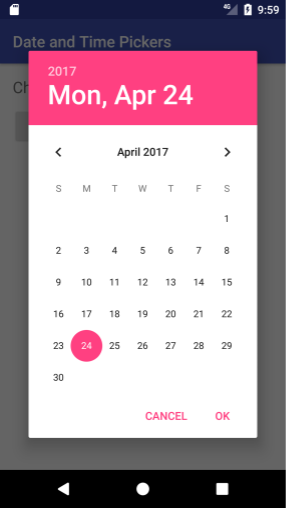 4G 9:59
Date and Time Pickers
Ch
2017
Mon, Apr 24
April 2017
S M T W T F S
1
2 3 4 5 6 7 8
9 10 11 12 13 14 15
16 17 18 19 20 21 22
23 24 25 26 27 28 29
30
CANCEL OK